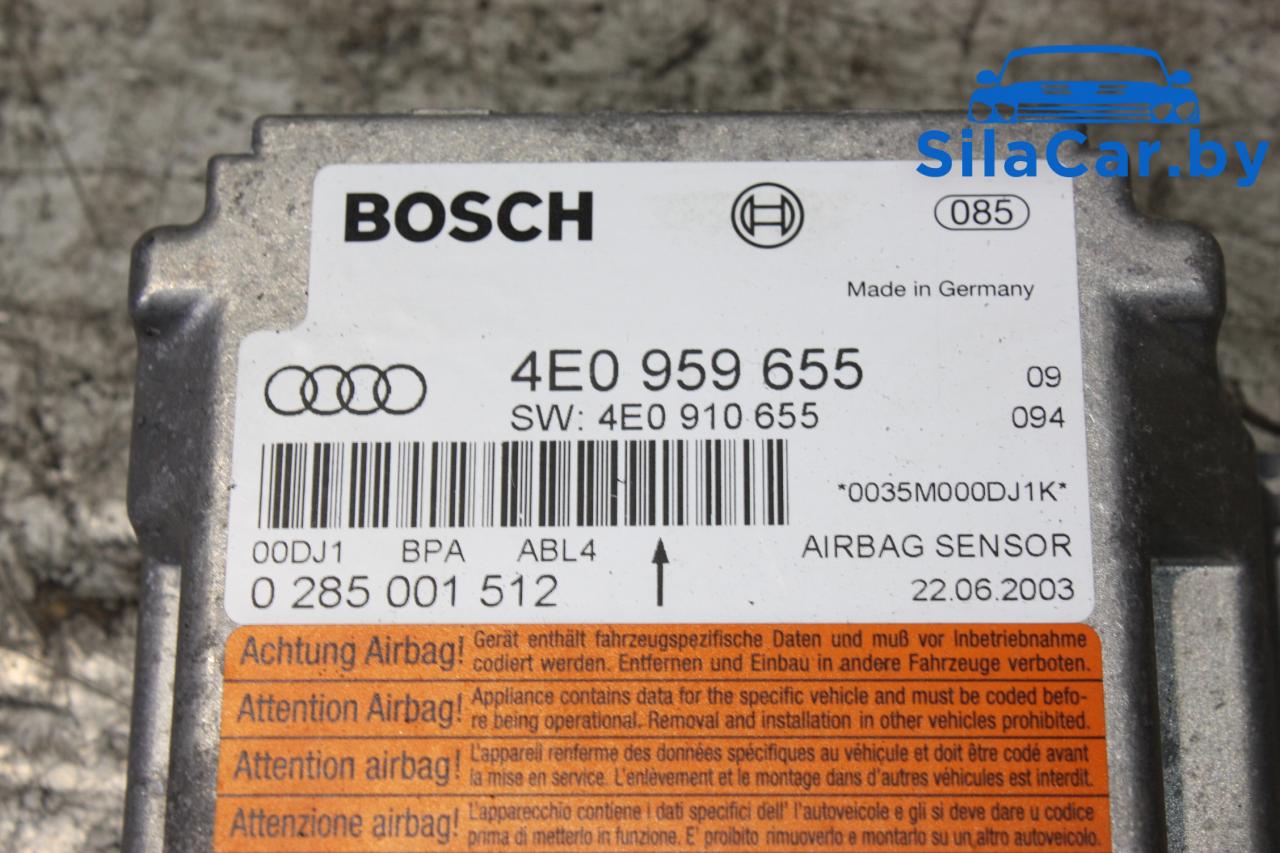 SilaCar.by
BOSCH
085
Made in Germany
4E0 959 655 09
SW: 4E0 910 655 094
*0035M000DJ1K*
00DJ1 BPA ABL4 AIRBAG SENSOR
0 285 001 512 22.06.2003
Achtung Airbag! Gerät enthält fahrzeugspezifische Daten und muß vor Inbetriebnahme
codiert werden. Entfernen und Einbau in andere Fahrzeuge verboten.
Attention Airbag! Appliance contains data for the specific vehicle and must be coded befo-
re being operational. Removal and installation in other vehicles prohibited.
Attention airbag! L'appareil renferme des données spécifiques au véhicule et doit être codé avant
la mise en service. L'enlèvement et le montage dans d'autres véhicules est interdit.
Attenzione airbag! L'apparecchio contiene i dati specifici dell' l'autoveicolo e gli si deve dare u codice
prima di metterlo in funzione. E' proibito rimuoverlo e montarlo su un altro autoveicolo.